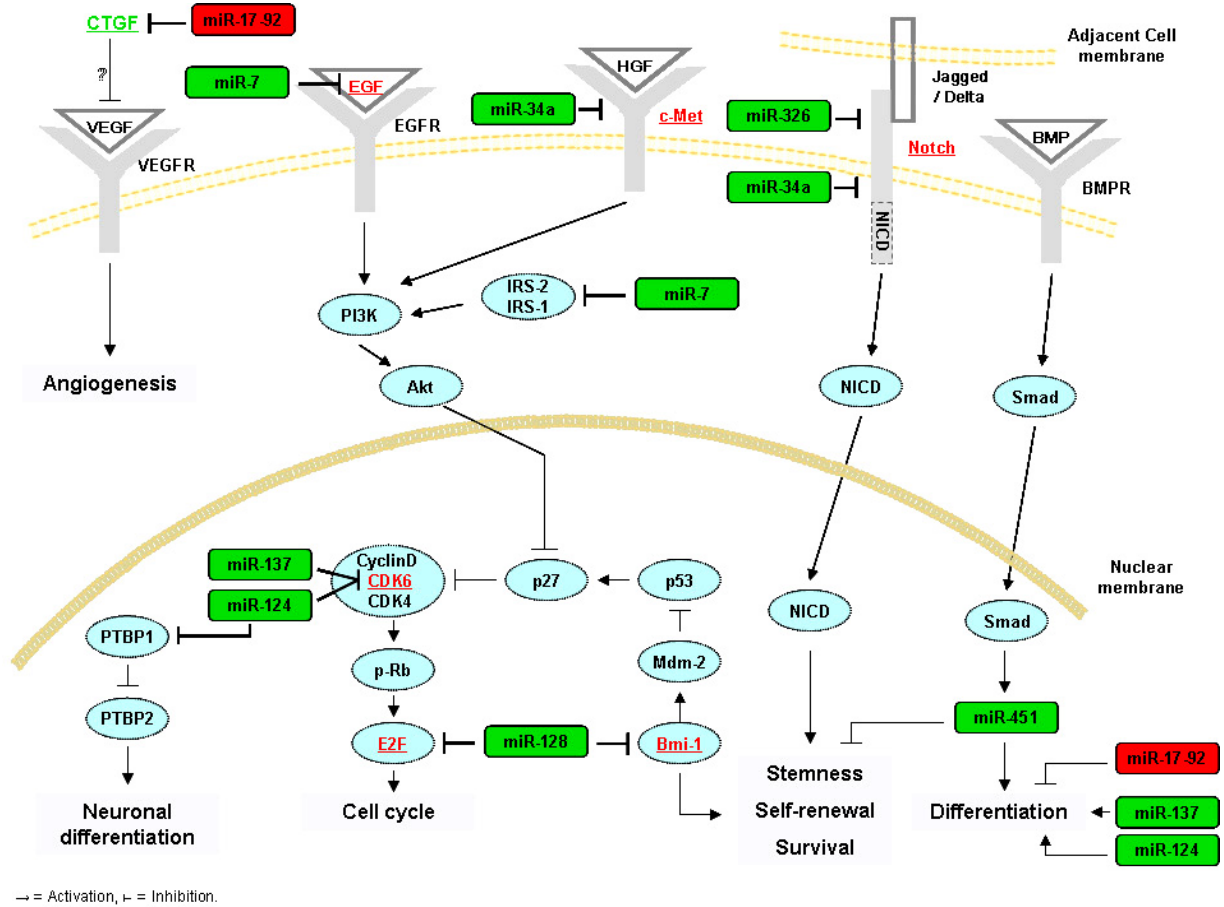 CTGF
miR-17-92
?
VEGF
VEGFR
miR-7
EGF
EGFR
miR-34a
HGF
c-Met
miR-326
miR-34a
Jagged
/ Delta
Notch
NICD
Adjacent Cell
membrane
BMP
BMPR
PI3K
IRS-2
IRS-1
miR-7
Angiogenesis
Akt
NICD
Smad
miR-137
miR-124
CyclinD
CDK6
CDK4
p27
p53
NICD
Smad
Nuclear
membrane
PTBP1
PTBP2
p-Rb
Mdm-2
E2F
miR-128
Bmi-1
miR-451
miR-17-92
miR-137
miR-124
Neuronal
differentiation
Cell cycle
Stemness
Self-renewal
Survival
Differentiation
→ = Activation, ⊢ = Inhibition.